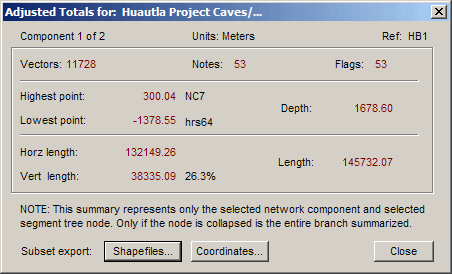 Adjusted Totals for: Huautla Project Caves/...
Component 1 of 2 Units: Meters Ref: HB1
Vectors: 11728 Notes: 53 Flags: 53
Highest point: 300.04 NC7
Depth: 1678.60
Lowest point: -1378.55 hrs64
Horz length: 132149.26
Length: 145732.07
Vert length: 38335.09 26.3%
NOTE: This summary represents only the selected network component and selected
segment tree node. Only if the node is collapsed is the entire branch summarized.
Subset export: Shapefiles... Coordinates... Close